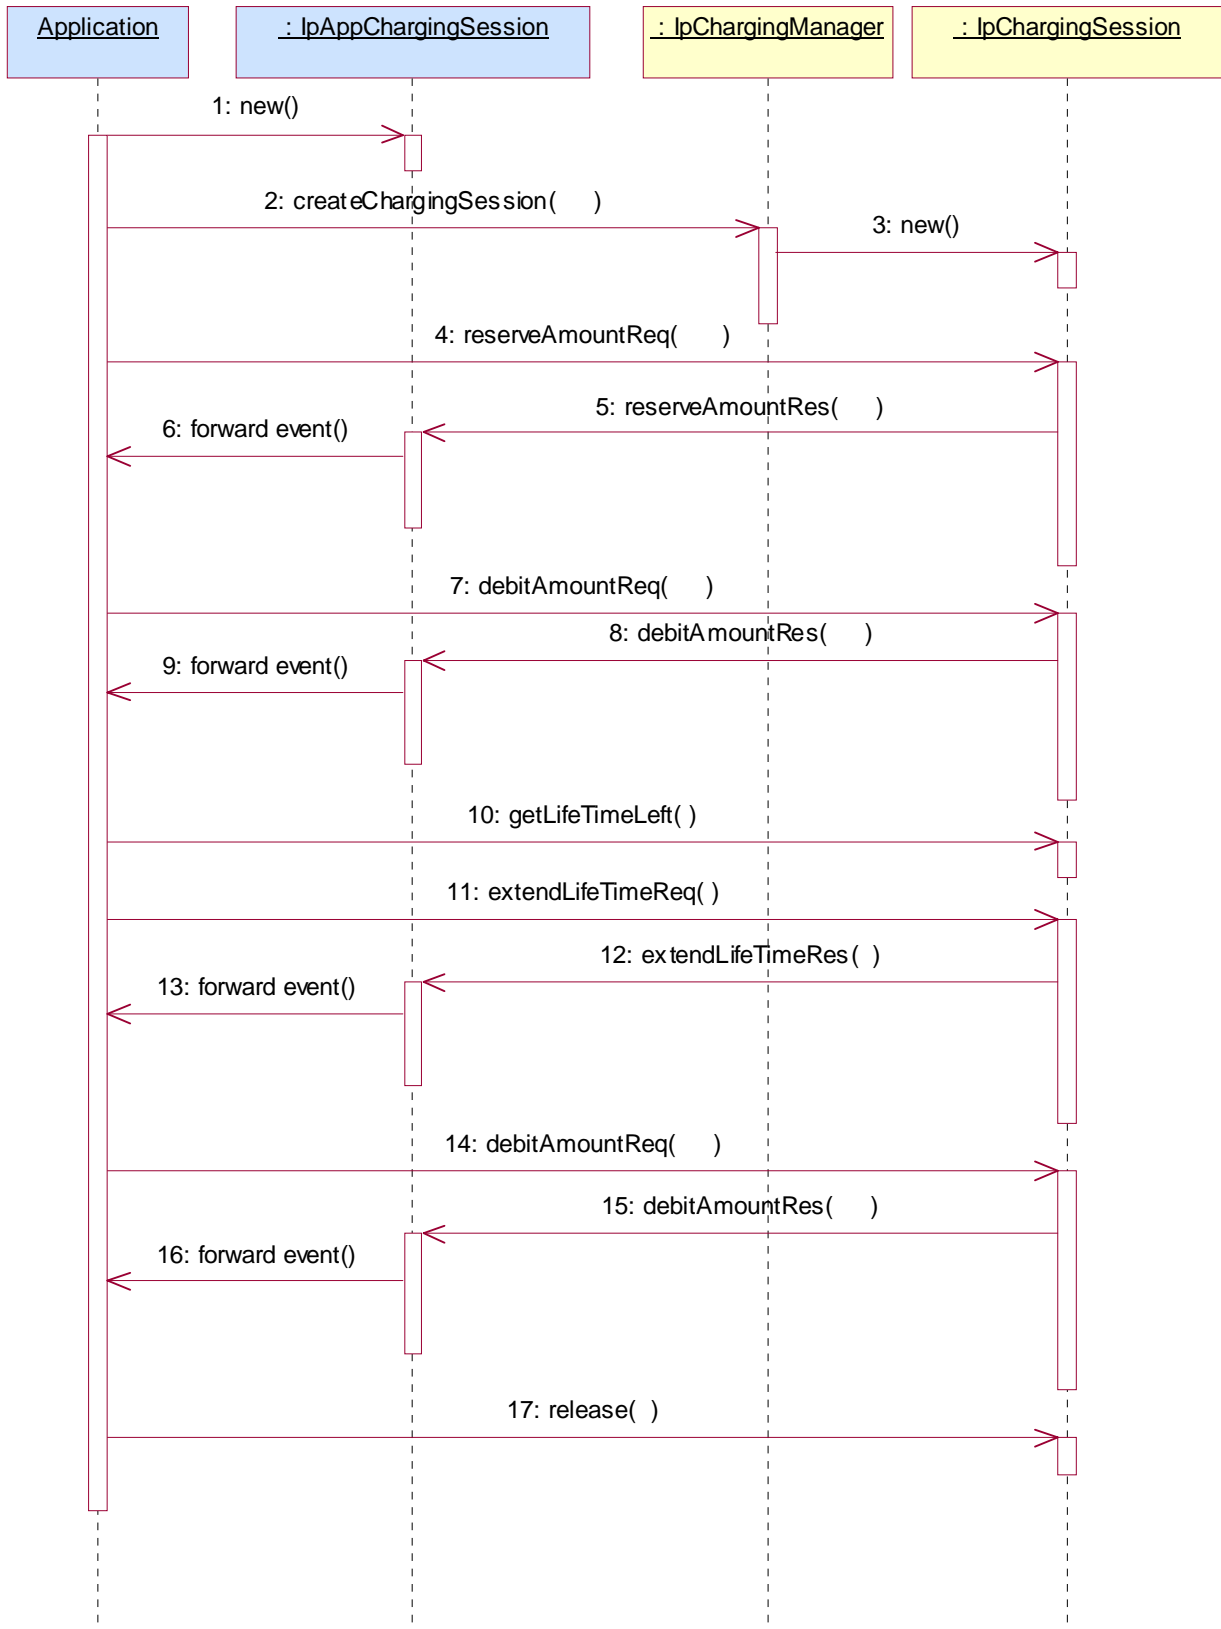 Application
: IpAppChargingSession
: IpChargingManager
: IpChargingSession
1: new()
2: createChargingSession( )
3: new()
4: reserveAmountReq( )
5: reserveAmountRes( )
6: forward event()
7: debitAmountReq( )
8: debitAmountRes( )
9: forward event()
10: getLifeTimeLeft( )
11: extendLifeTimeReq( )
12: extendLifeTimeRes( )
13: forward event()
14: debitAmountReq( )
15: debitAmountRes( )
16: forward event()
17: release( )